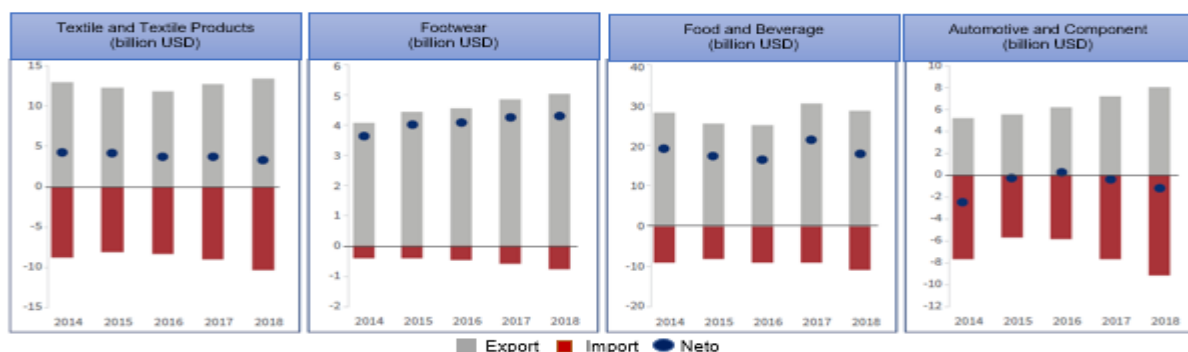 Textile and Textile Products
(billion USD)
15
10
5
0
-5
-10
-15
2014 2015 2016 2017 2018
Footwear
(billion USD)
6
5
4
3
2
1
0
-1
-2
2014 2015 2016 2017 2018
Food and Beverage
(billion USD)
40
30
20
10
0
-10
-20
2014 2015 2016 2017 2018
Automotive and Component
(billion USD)
10
8
6
4
2
0
-2
-4
-6
-8
-10
-12
2014 2015 2016 2017 2018
Export Import Neto